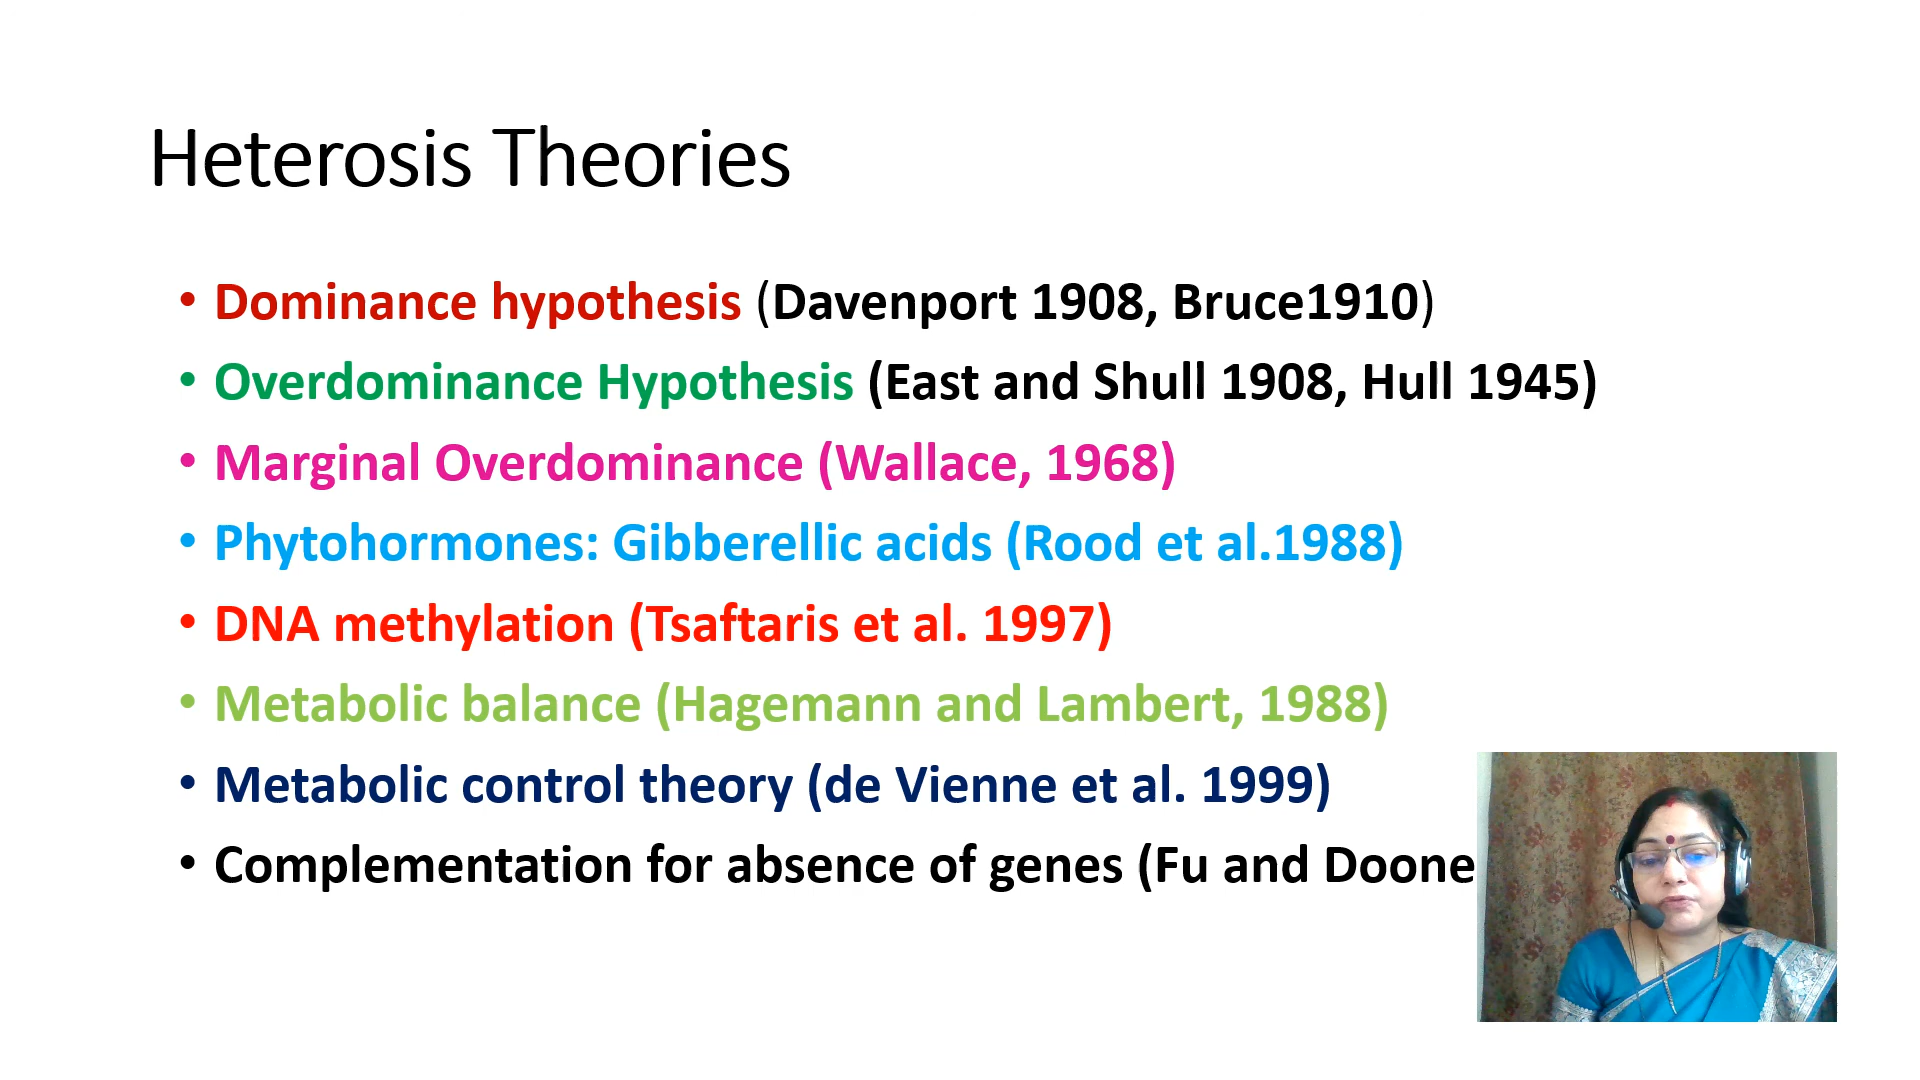 Heterosis Theories
• Dominance hypothesis (Davenport 1908, Bruce1910)
• Overdominance Hypothesis (East and Shull 1908, Hull 1945)
• Marginal Overdominance (Wallace, 1968)
• Phytohormones: Gibberellic acids (Rood et al.1988)
• DNA methylation (Tsaftaris et al. 1997)
• Metabolic balance (Hagemann and Lambert, 1988)
• Metabolic control theory (de Vienne et al. 1999)
• Complementation for absence of genes (Fu and Doone